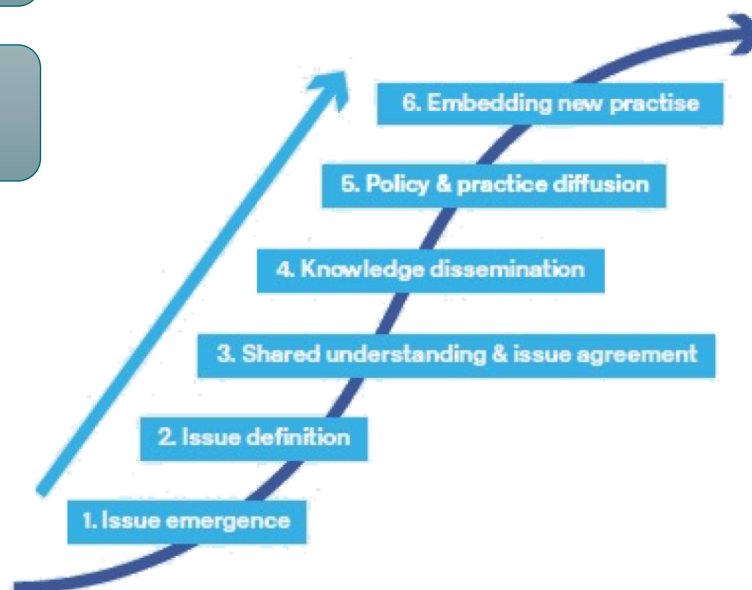 6. Embedding new practise
5. Policy & practice diffusion
4. Knowledge dissemination
3. Shared understanding & issue agreement
2. Issue definition
1. Issue emergence